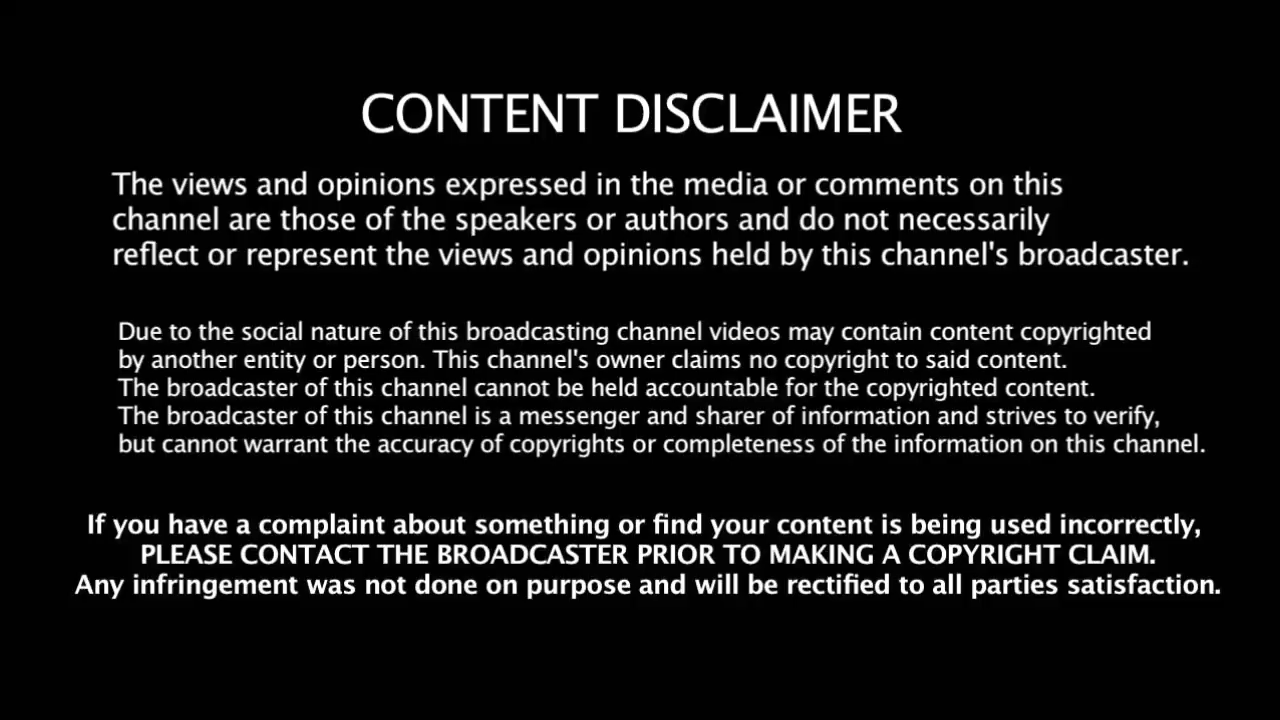 CONTENT DISCLAIMER
The views and opinions expressed in the media or comments on this
channel are those of the speakers or authors and do not necessarily
reflect or represent the views and opinions held by this channel's broadcaster.
Due to the social nature of this broadcasting channel videos may contain content copyrighted
by another entity or person. This channel's owner claims no copyright to said content.
The broadcaster of this channel cannot be held accountable for the copyrighted content.
The broadcaster of this channel is a messenger and sharer of information and strives to verify,
but cannot warrant the accuracy of copyrights or completeness of the information on this channel.
If you have a complaint about something or find your content is being used incorrectly,
PLEASE CONTACT THE BROADCASTER PRIOR TO MAKING A COPYRIGHT CLAIM.
Any infringement was not done on purpose and will be rectified to all parties satisfaction.